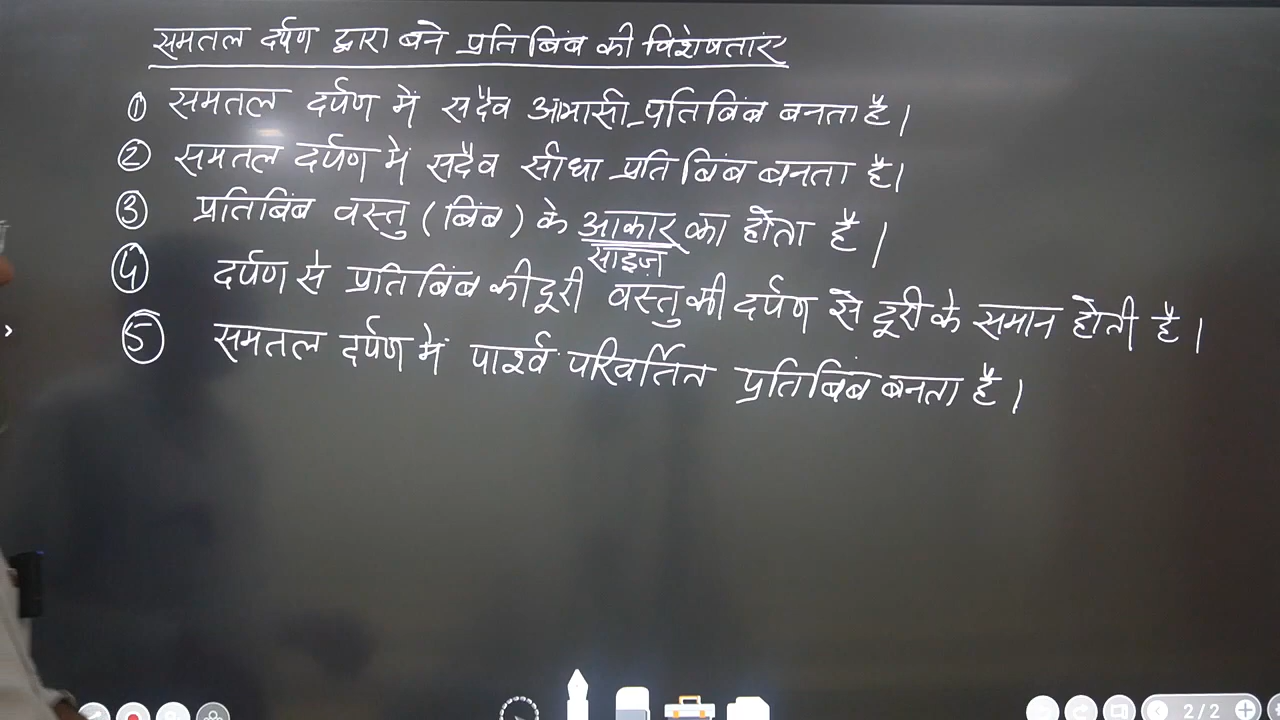 समतल दर्पण द्वारा बने प्रतिबिंब की विशेषताएं
① समतल दर्पण में सदैव आभासी प्रतिबिंब बनता है।
② समतल दर्पण में सदैव सीधा प्रतिबिंब बनता है।
③ प्रतिबिंब वस्तु (बिंब) के आकार का होता है।
साइज़
④ दर्पण से प्रतिबिंब की दूरी वस्तु की दर्पण से दूरी के समान होती है।
⑤ समतल दर्पण में पार्श्व परिवर्तित प्रतिबिंब बनता है।
2/2